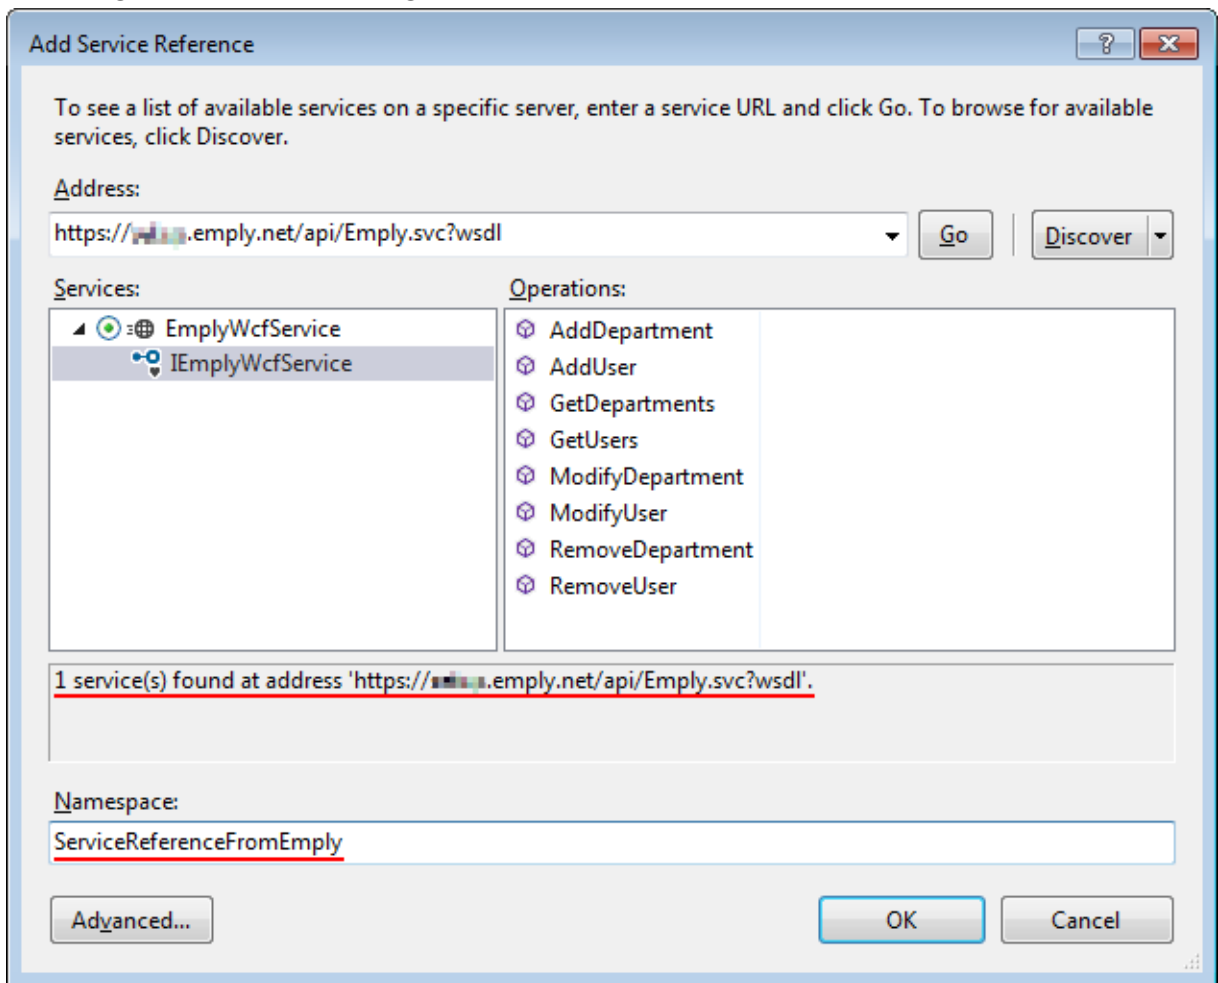 Add Service Reference
To see a list of available services on a specific server, enter a service URL and click Go. To browse for available
services, click Discover.
Address:
https:// .emply.net/api/Emply.svc?wsdl
Go
Discover
Services:
Operations:
EmplyWcfService
IEmplyWcfService
AddDepartment
AddUser
GetDepartments
GetUsers
ModifyDepartment
ModifyUser
RemoveDepartment
RemoveUser
1 service(s) found at address 'https:// .emply.net/api/Emply.svc?wsdl'.
Namespace:
ServiceReferenceFromEmply
Advanced...
OK
Cancel